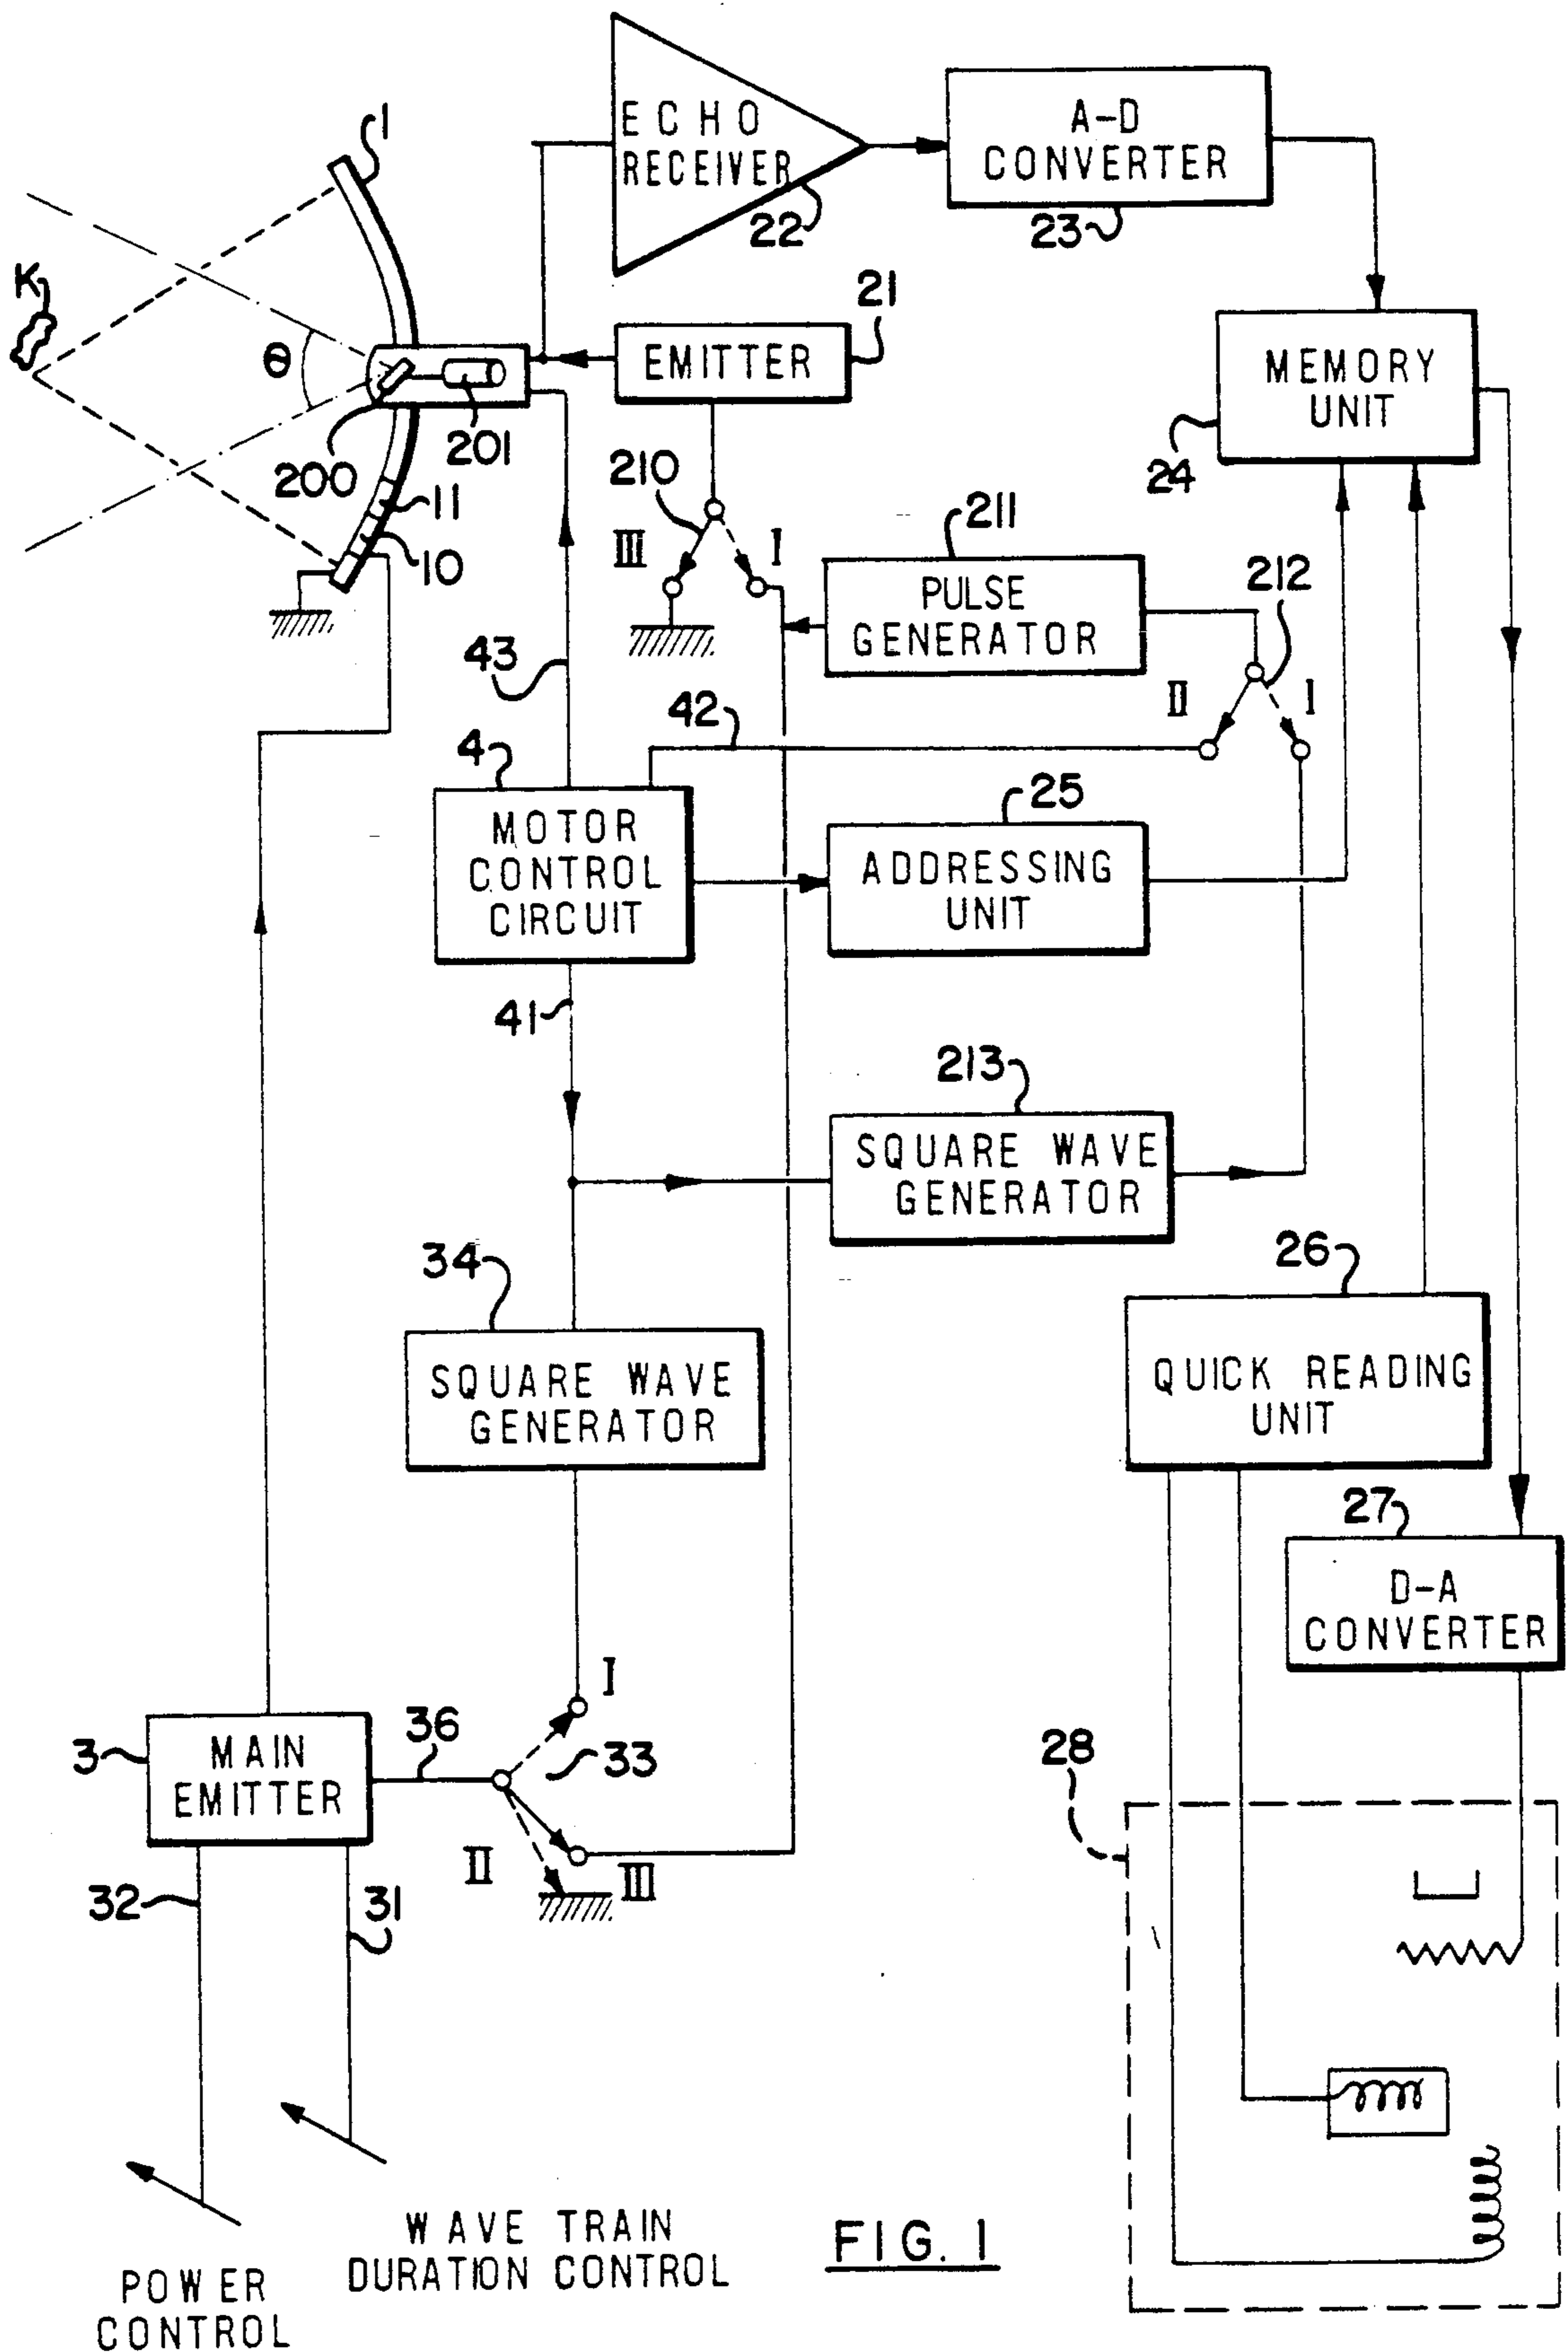 1
ECHO
RECEIVER
22
A-D
CONVERTER
23
K
θ
200
201
11
10
21
EMITTER
MEMORY
UNIT
24
210
III
I
211
PULSE
GENERATOR
212
II
I
43
42
4
MOTOR
CONTROL
CIRCUIT
25
ADDRESSING
UNIT
41
213
SQUARE WAVE
GENERATOR
34
SQUARE WAVE
GENERATOR
26
QUICK READING
UNIT
27
D-A
CONVERTER
I
33
II
III
36
3
MAIN
EMITTER
28
32
31
WAVE TRAIN
DURATION CONTROL
POWER
CONTROL
FIG. 1